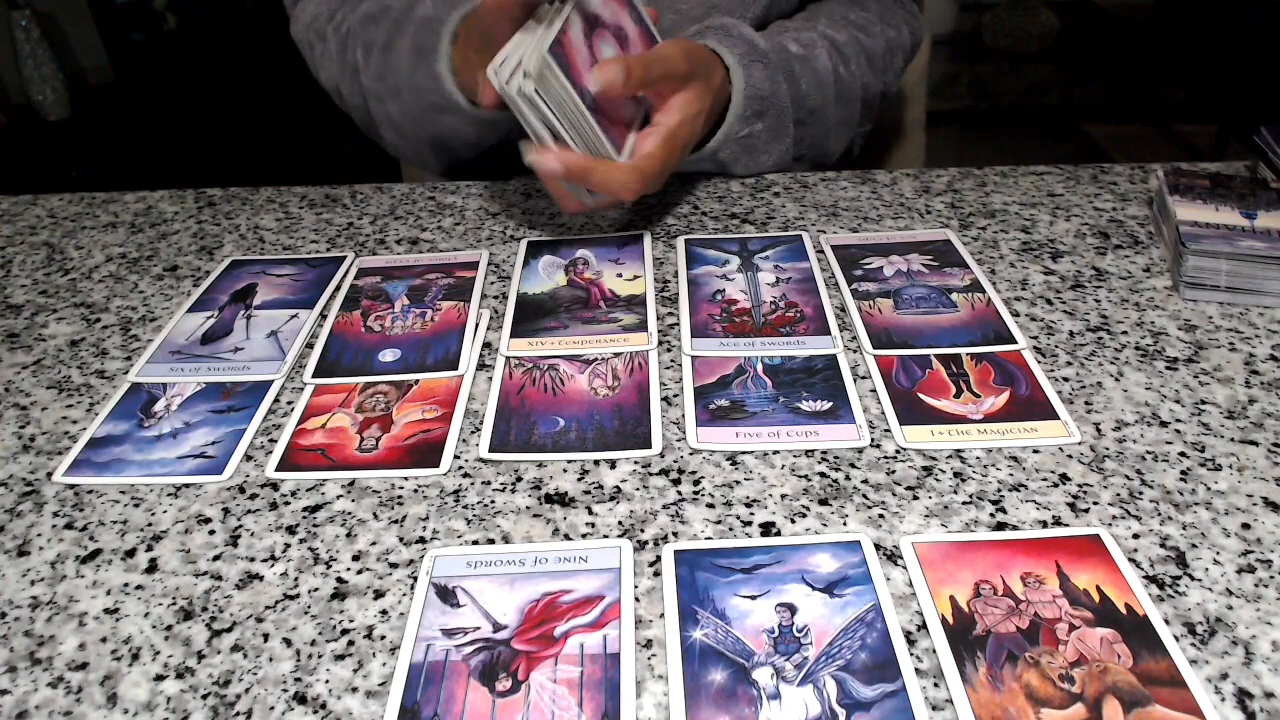 SIX OF SWORDS
XIV + TEMPERANCE
ACE OF SWORDS
FIVE OF CUPS
I + THE MAGICIAN
NINE OF SWORDS